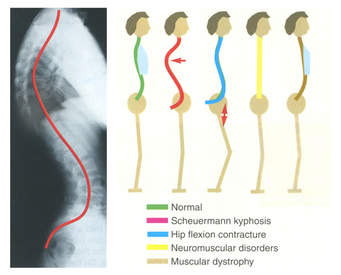 Normal
Scheuermann kyphosis
Hip flexion contracture
Neuromuscular disorders
Muscular dystrophy